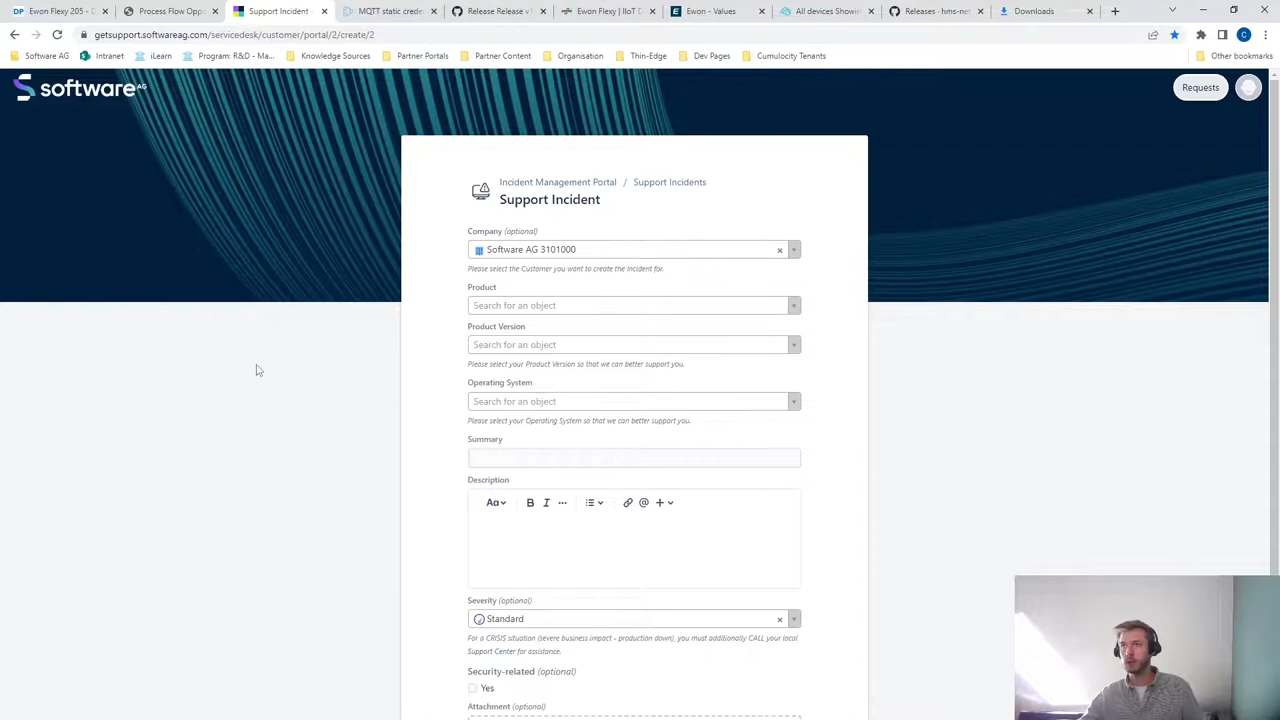 DP Ewon Flexy 205 - D
Process Flow Opp
Support Incident -
MQTT static crede
Release Release v
Ewon Flexy | IIoT D
Ewon - Values
All devices Showin
Releases · hms-net
Downloads
getsupport.softwareag.com/servicedesk/customer/portal/2/create/2
C
Software AG
Intranet
iLearn
Program: R&D - Ma...
Knowledge Sources
Partner Portals
Partner Content
Organisation
Thin-Edge
Dev Pages
Cumulocity Tenants
Other bookmarks
software AG
Requests
Incident Management Portal / Support Incidents
Support Incident
Company (optional)
Software AG 3101000
Please select the Customer you want to create the Incident for.
Product
Search for an object
Product Version
Search for an object
Please select your Product Version so that we can better support you.
Operating System
Search for an object
Please select your Operating System so that we can better support you.
Summary
Description
Aa B I ··· @ +
Severity (optional)
Standard
For a CRISIS situation (severe business impact - production down), you must additionally CALL your local
Support Center for assistance.
Security-related (optional)
Yes
Attachment (optional)